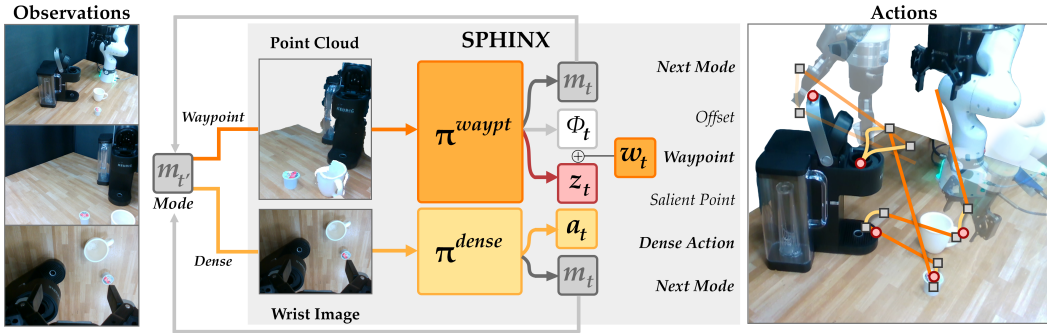 Observations
SPHINX
Actions
Point Cloud
Waypoint
m_{t'}
Mode
Dense
Wrist Image
π^{waypt}
π^{dense}
m_t
Φ_t
⊕
w_t
z_t
a_t
m_t
Next Mode
Offset
Waypoint
Salient Point
Dense Action
Next Mode